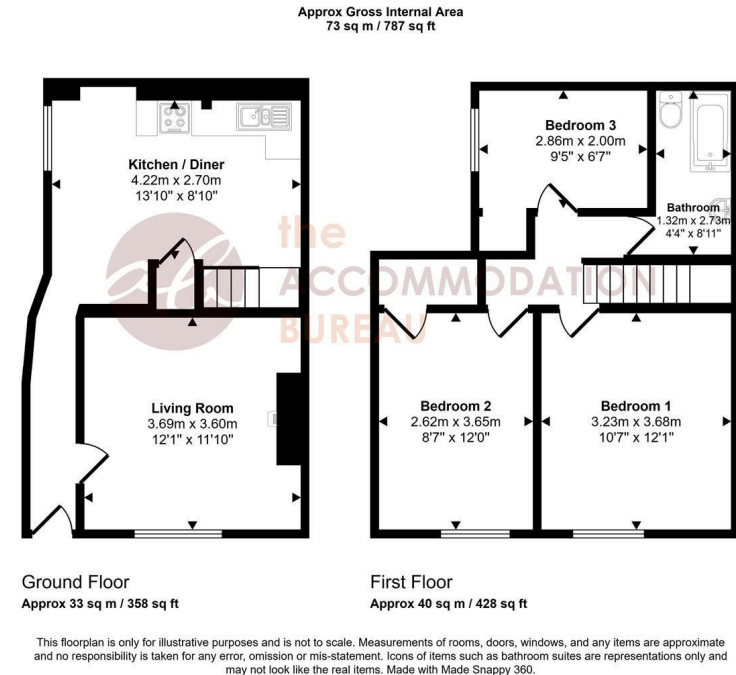 Approx Gross Internal Area
73 sq m / 787 sq ft
Kitchen / Diner
4.22m x 2.70m
13'10" x 8'10"
Bedroom 3
2.86m x 2.00m
9'5" x 6'7"
Bathroom
1.32m x 2.73m
4'4" x 8'11"
the
ACCOMMODATION
BUREAU
Living Room
3.69m x 3.60m
12'1" x 11'10"
Bedroom 2
2.62m x 3.65m
8'7" x 12'0"
Bedroom 1
3.23m x 3.68m
10'7" x 12'1"
Ground Floor
Approx 33 sq m / 358 sq ft
First Floor
Approx 40 sq m / 428 sq ft
This floorplan is only for illustrative purposes and is not to scale. Measurements of rooms, doors, windows, and any items are approximate
and no responsibility is taken for any error, omission or mis-statement. Icons of items such as bathroom suites are representations only and
may not look like the real items. Made with Made Snappy 360.